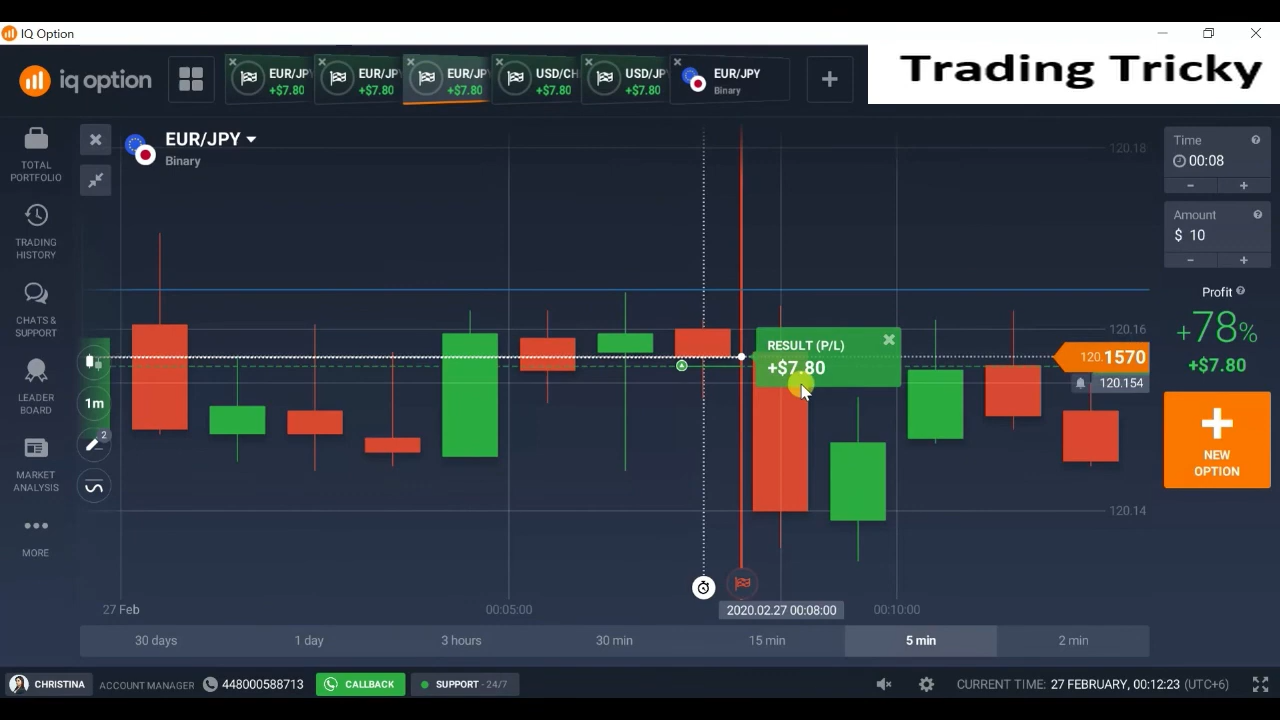 IQ Option
Trading Tricky
iq option
EUR/JP
+$7.80
EUR/JP
+$7.80
EUR/JP
+$7.80
USD/CH
+$7.80
USD/JP
+$7.80
EUR/JPY
Binary
TOTAL
PORTFOLIO
TRADING
HISTORY
CHATS &
SUPPORT
LEADER
BOARD
MARKET
ANALYSIS
MORE
EUR/JPY
Binary
1m
2
RESULT (P/L)
+$7.80
120.18
120.16
120.1570
120.154
120.14
27 Feb
00:05:00
2020.02.27 00:08:00
00:10:00
30 days
1 day
3 hours
30 min
15 min
5 min
2 min
Time
00:08
Amount
$ 10
Profit
+78%
+$7.80
NEW
OPTION
CHRISTINA
ACCOUNT MANAGER
448000588713
CALLBACK
SUPPORT - 24/7
CURRENT TIME: 27 FEBRUARY, 00:12:23 (UTC+6)